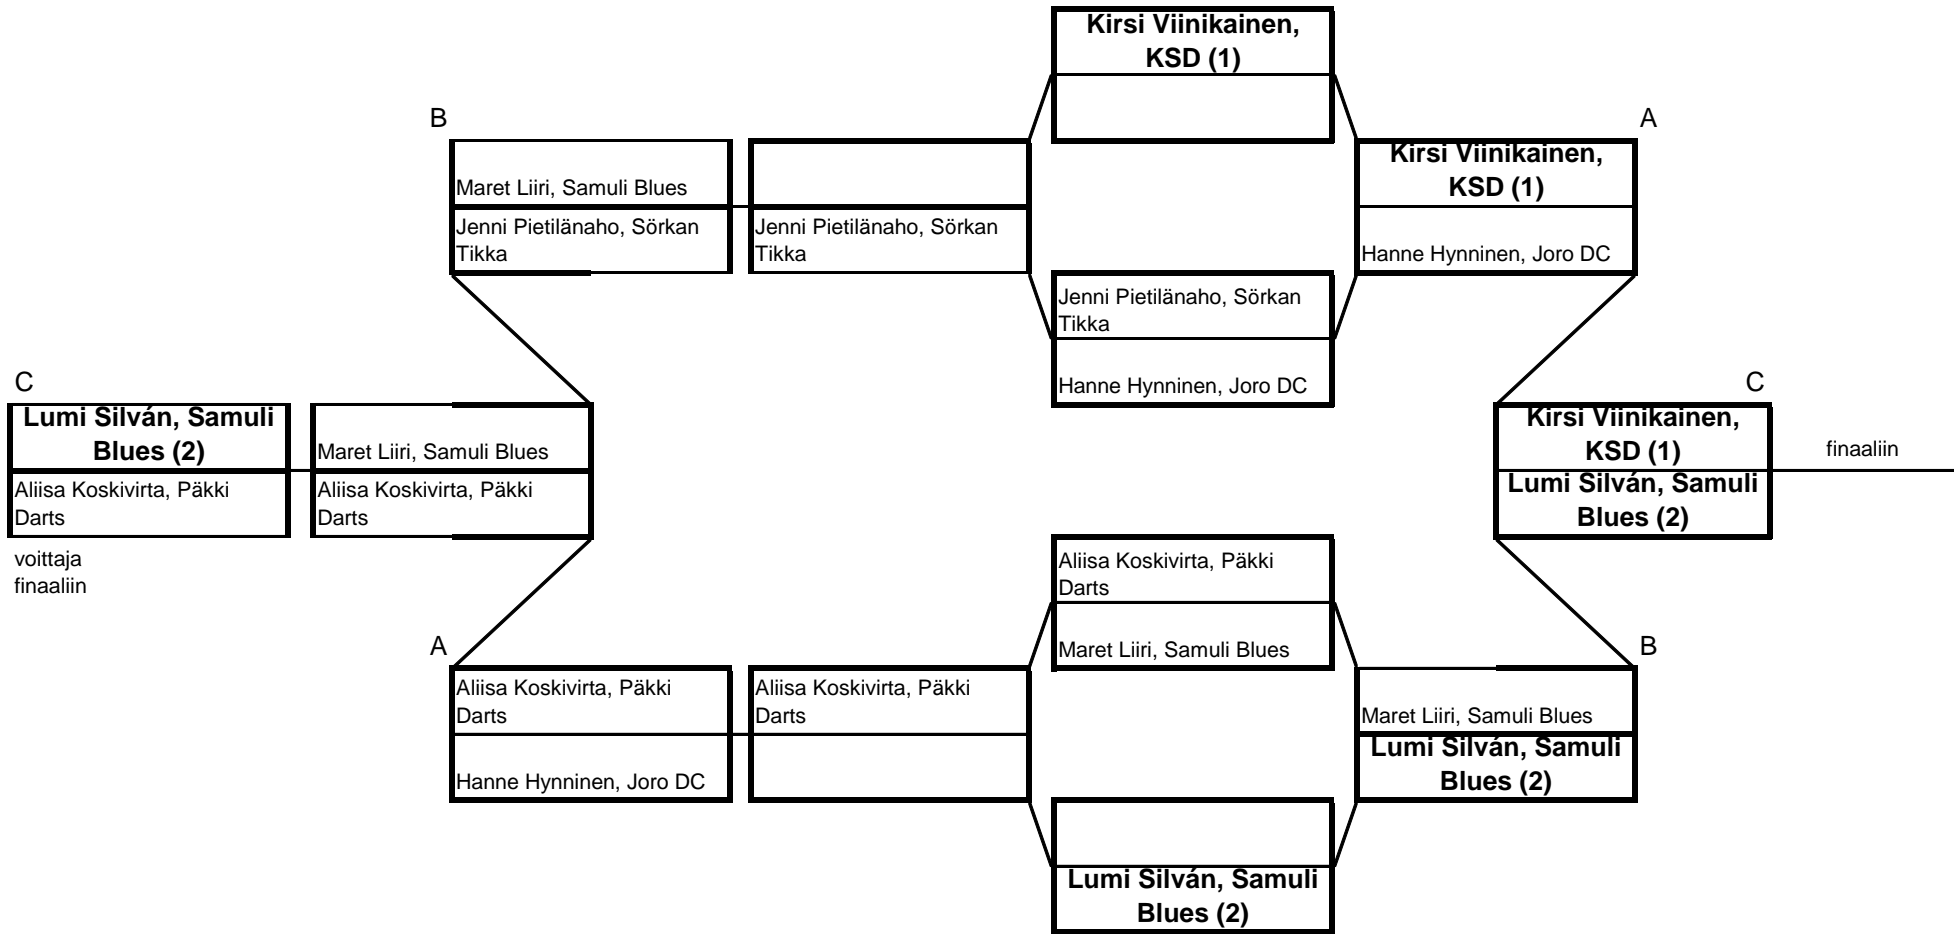 Kirsi Viinikainen,
KSD (1)
B
A
Maret Liiri, Samuli Blues
Jenni Pietilänaho, Sörkan
Tikka
Jenni Pietilänaho, Sörkan
Tikka
Kirsi Viinikainen,
KSD (1)
Hanne Hynninen, Joro DC
Jenni Pietilänaho, Sörkan
Tikka
Hanne Hynninen, Joro DC
C
Lumi Silván, Samuli
Blues (2)
Aliisa Koskivirta, Päkki
Darts
voittaja
finaaliin
Maret Liiri, Samuli Blues
Aliisa Koskivirta, Päkki
Darts
C
Kirsi Viinikainen,
KSD (1)
Lumi Silván, Samuli
Blues (2)
finaaliin
Aliisa Koskivirta, Päkki
Darts
Maret Liiri, Samuli Blues
A
B
Aliisa Koskivirta, Päkki
Darts
Hanne Hynninen, Joro DC
Aliisa Koskivirta, Päkki
Darts
Maret Liiri, Samuli Blues
Lumi Silván, Samuli
Blues (2)
Lumi Silván, Samuli
Blues (2)